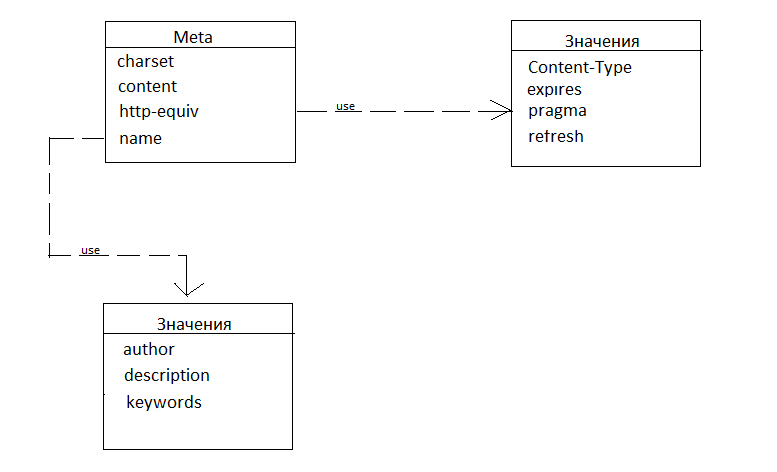 Meta
charset
content
http-equiv
name
use
Значения
Content-Type
expires
pragma
refresh
use
Значения
author
description
keywords